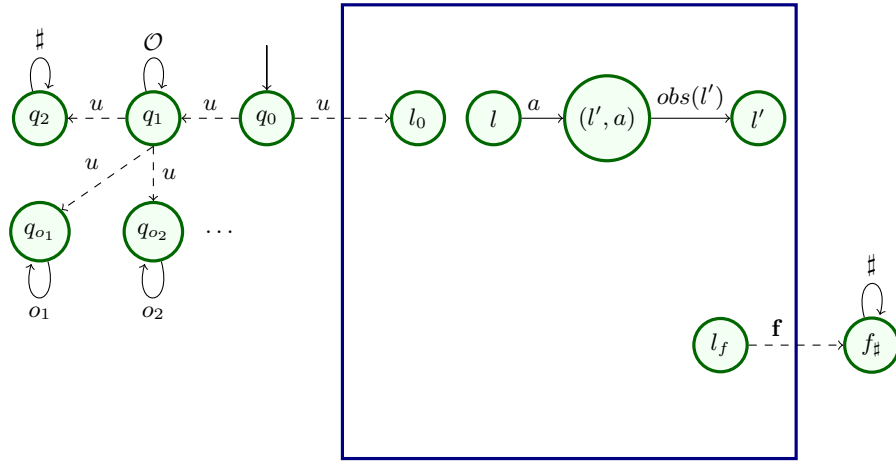 ♯ 𝒪
q₂ u q₁ u q₀ u l₀ l a (l′, a) obs(l′) l′
u u
q_{o₁} q_{o₂} ⋯
o₁ o₂
♯
l_f **f** f_♯